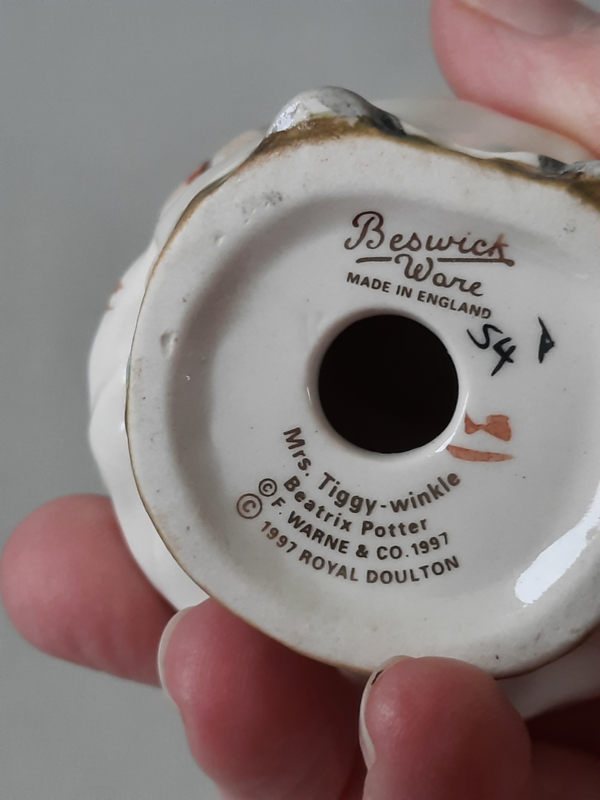 Beswick
Ware
MADE IN ENGLAND
54
Mrs. Tiggy-winkle
Beatrix Potter
© F. WARNE & CO. 1997
© 1997 ROYAL DOULTON